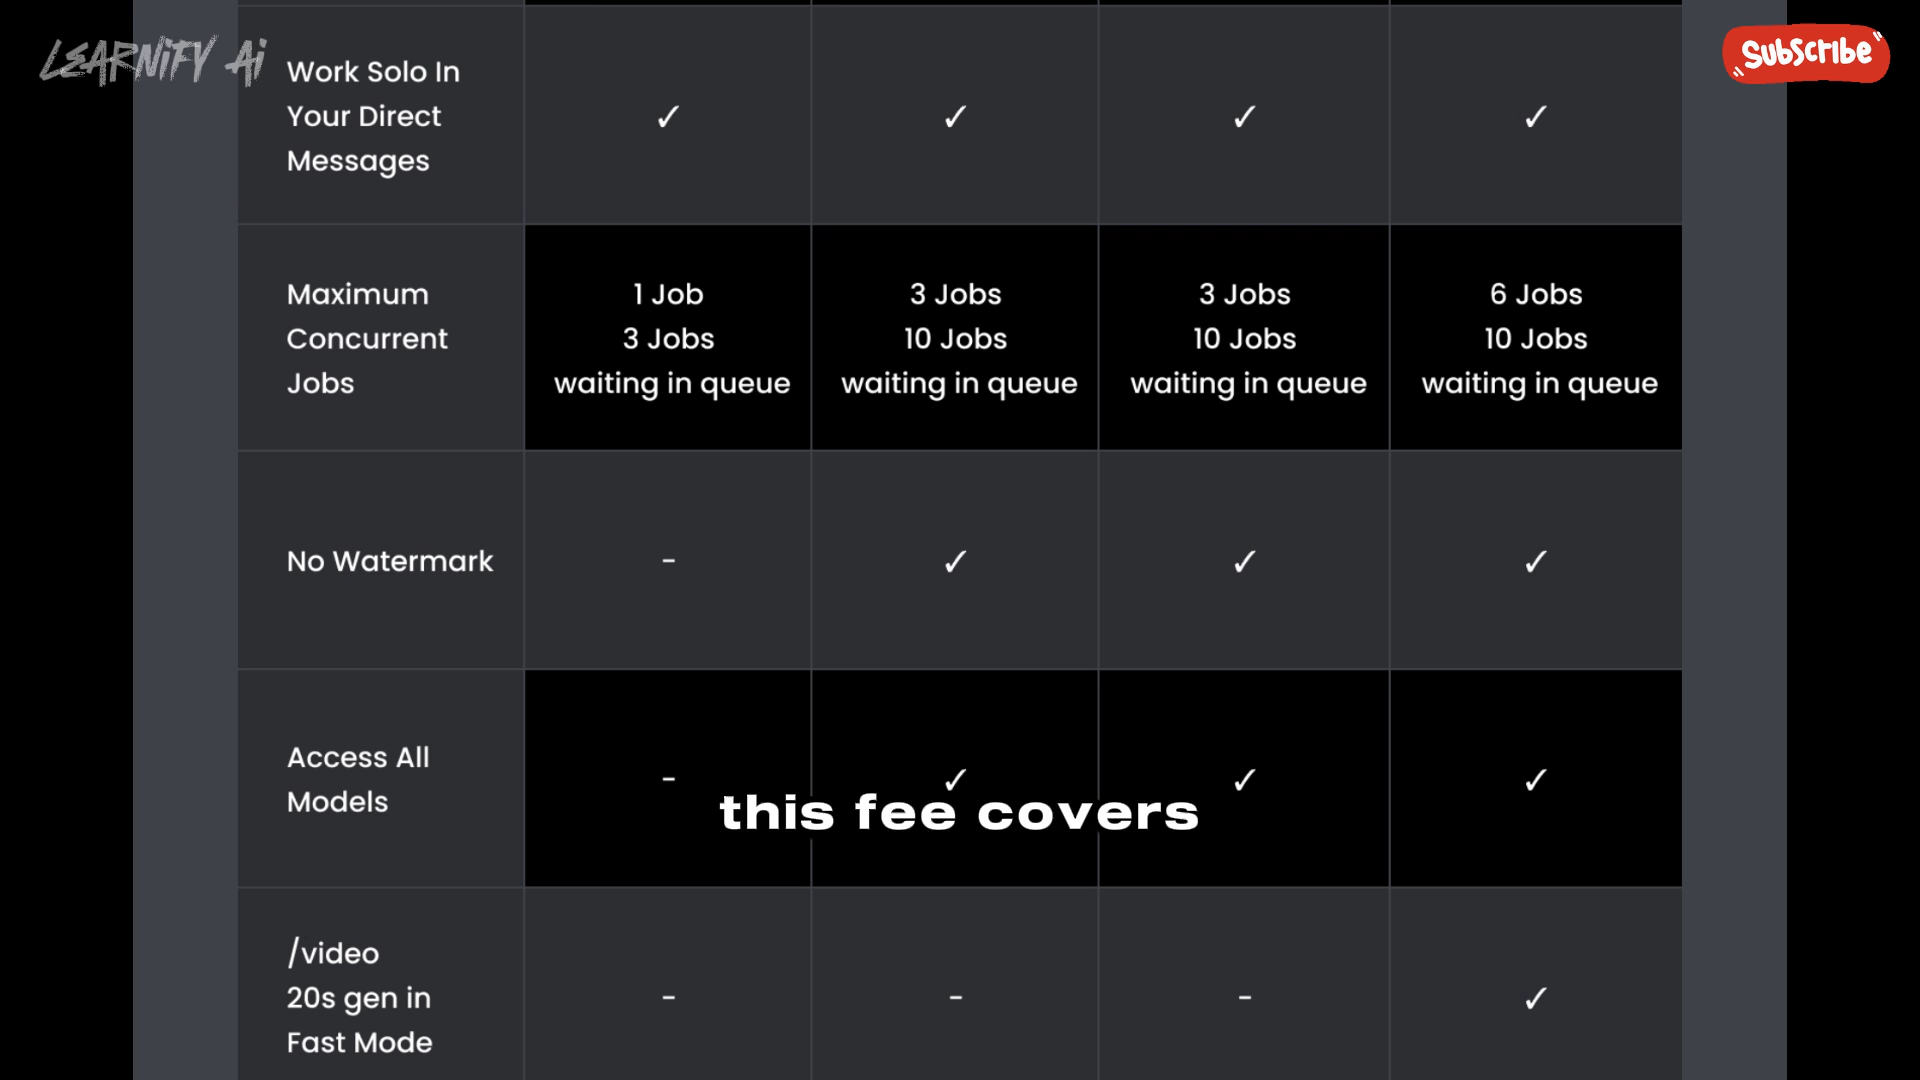 LEARNiFY Ai
Subscribe
Work Solo In
Your Direct
Messages
✓ ✓ ✓ ✓
Maximum
Concurrent
Jobs
1 Job
3 Jobs
waiting in queue
3 Jobs
10 Jobs
waiting in queue
3 Jobs
10 Jobs
waiting in queue
6 Jobs
10 Jobs
waiting in queue
No Watermark
- ✓ ✓ ✓
Access All
Models
- ✓ ✓ ✓
this fee covers
/video
20s gen in
Fast Mode
- - - ✓